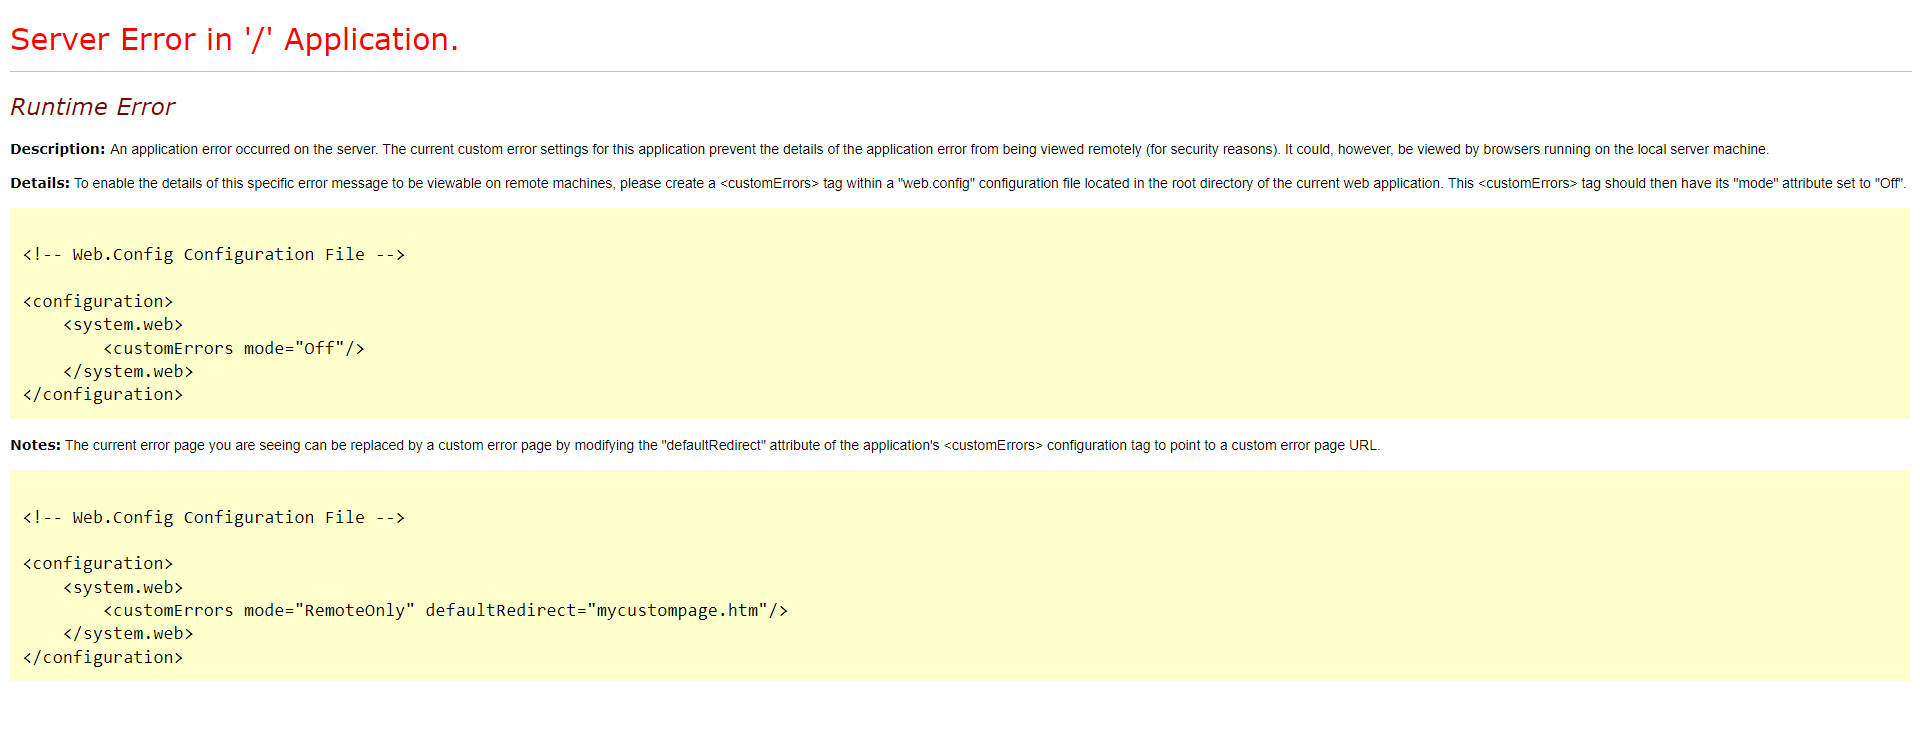 Server Error in '/' Application.
Runtime Error
Description: An application error occurred on the server. The current custom error settings for this application prevent the details of the application error from being viewed remotely (for security reasons). It could, however, be viewed by browsers running on the local server machine.
Details: To enable the details of this specific error message to be viewable on remote machines, please create a <customErrors> tag within a "web.config" configuration file located in the root directory of the current web application. This <customErrors> tag should then have its "mode" attribute set to "Off".
<!-- Web.Config Configuration File -->
<configuration>
    <system.web>
        <customErrors mode="Off"/>
    </system.web>
</configuration>
Notes: The current error page you are seeing can be replaced by a custom error page by modifying the "defaultRedirect" attribute of the application's <customErrors> configuration tag to point to a custom error page URL.
<!-- Web.Config Configuration File -->
<configuration>
    <system.web>
        <customErrors mode="RemoteOnly" defaultRedirect="mycustompage.htm"/>
    </system.web>
</configuration>